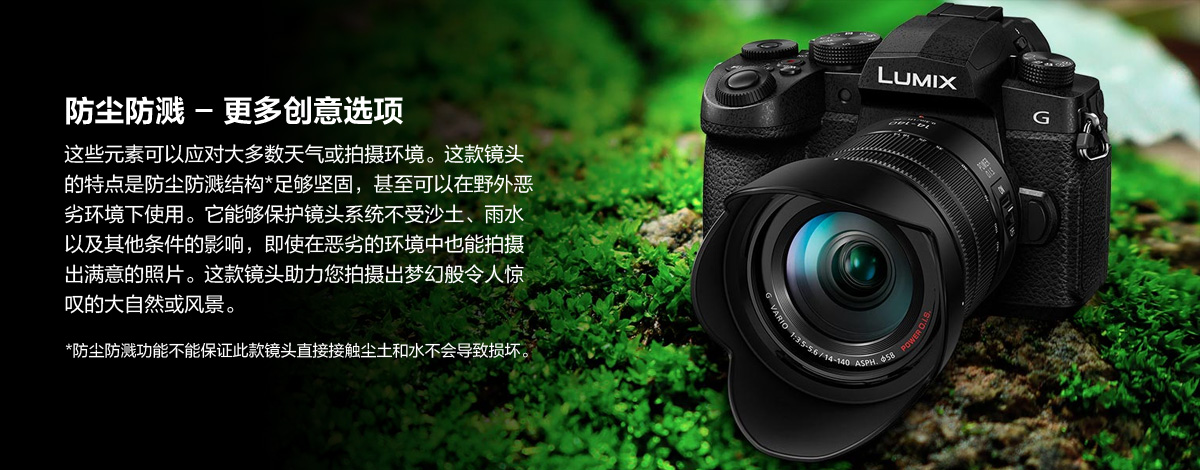 防尘防溅 – 更多创意选项
这些元素可以应对大多数天气或拍摄环境。这款镜头
的特点是防尘防溅结构*足够坚固，甚至可以在野外恶
劣环境下使用。它能够保护镜头系统不受沙土、雨水
以及其他条件的影响，即使在恶劣的环境中也能拍摄
出满意的照片。这款镜头助力您拍摄出梦幻般令人惊
叹的大自然或风景。
*防尘防溅功能不能保证此款镜头直接接触尘土和水不会导致损坏。
LUMIX
G
14-140
G VARIO 1:3.5-5.6 / 14-140 ASPH. Φ58 POWER O.I.S.